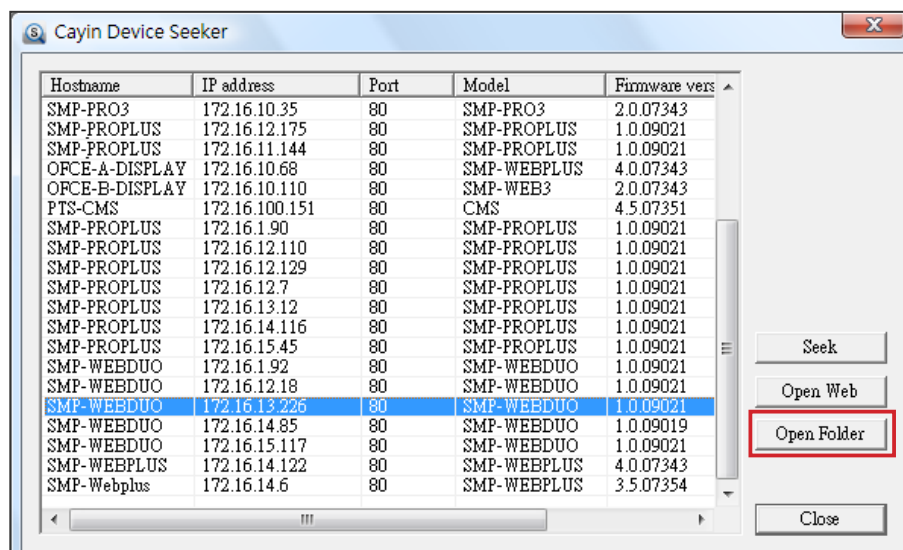 Cayin Device Seeker
Hostname IP address Port Model Firmware vers
SMP-PRO3 172.16.10.35 80 SMP-PRO3 2.0.07343
SMP-PROPLUS 172.16.12.175 80 SMP-PROPLUS 1.0.09021
SMP-PROPLUS 172.16.11.144 80 SMP-PROPLUS 1.0.09021
OFCE-A-DISPLAY 172.16.10.68 80 SMP-WEBPLUS 4.0.07343
OFCE-B-DISPLAY 172.16.10.110 80 SMP-WEB3 2.0.07343
PTS-CMS 172.16.100.151 80 CMS 4.5.07351
SMP-PROPLUS 172.16.1.90 80 SMP-PROPLUS 1.0.09021
SMP-PROPLUS 172.16.12.110 80 SMP-PROPLUS 1.0.09021
SMP-PROPLUS 172.16.12.129 80 SMP-PROPLUS 1.0.09021
SMP-PROPLUS 172.16.12.7 80 SMP-PROPLUS 1.0.09021
SMP-PROPLUS 172.16.13.12 80 SMP-PROPLUS 1.0.09021
SMP-PROPLUS 172.16.14.116 80 SMP-PROPLUS 1.0.09021
SMP-PROPLUS 172.16.15.45 80 SMP-PROPLUS 1.0.09021
SMP-WEBDUO 172.16.1.92 80 SMP-WEBDUO 1.0.09021
SMP-WEBDUO 172.16.12.18 80 SMP-WEBDUO 1.0.09021
SMP-WEBDUO 172.16.13.226 80 SMP-WEBDUO 1.0.09021
SMP-WEBDUO 172.16.14.85 80 SMP-WEBDUO 1.0.09019
SMP-WEBDUO 172.16.15.117 80 SMP-WEBDUO 1.0.09021
SMP-WEBPLUS 172.16.14.122 80 SMP-WEBPLUS 4.0.07343
SMP-Webplus 172.16.14.6 80 SMP-WEBPLUS 3.5.07354
Seek
Open Web
Open Folder
Close